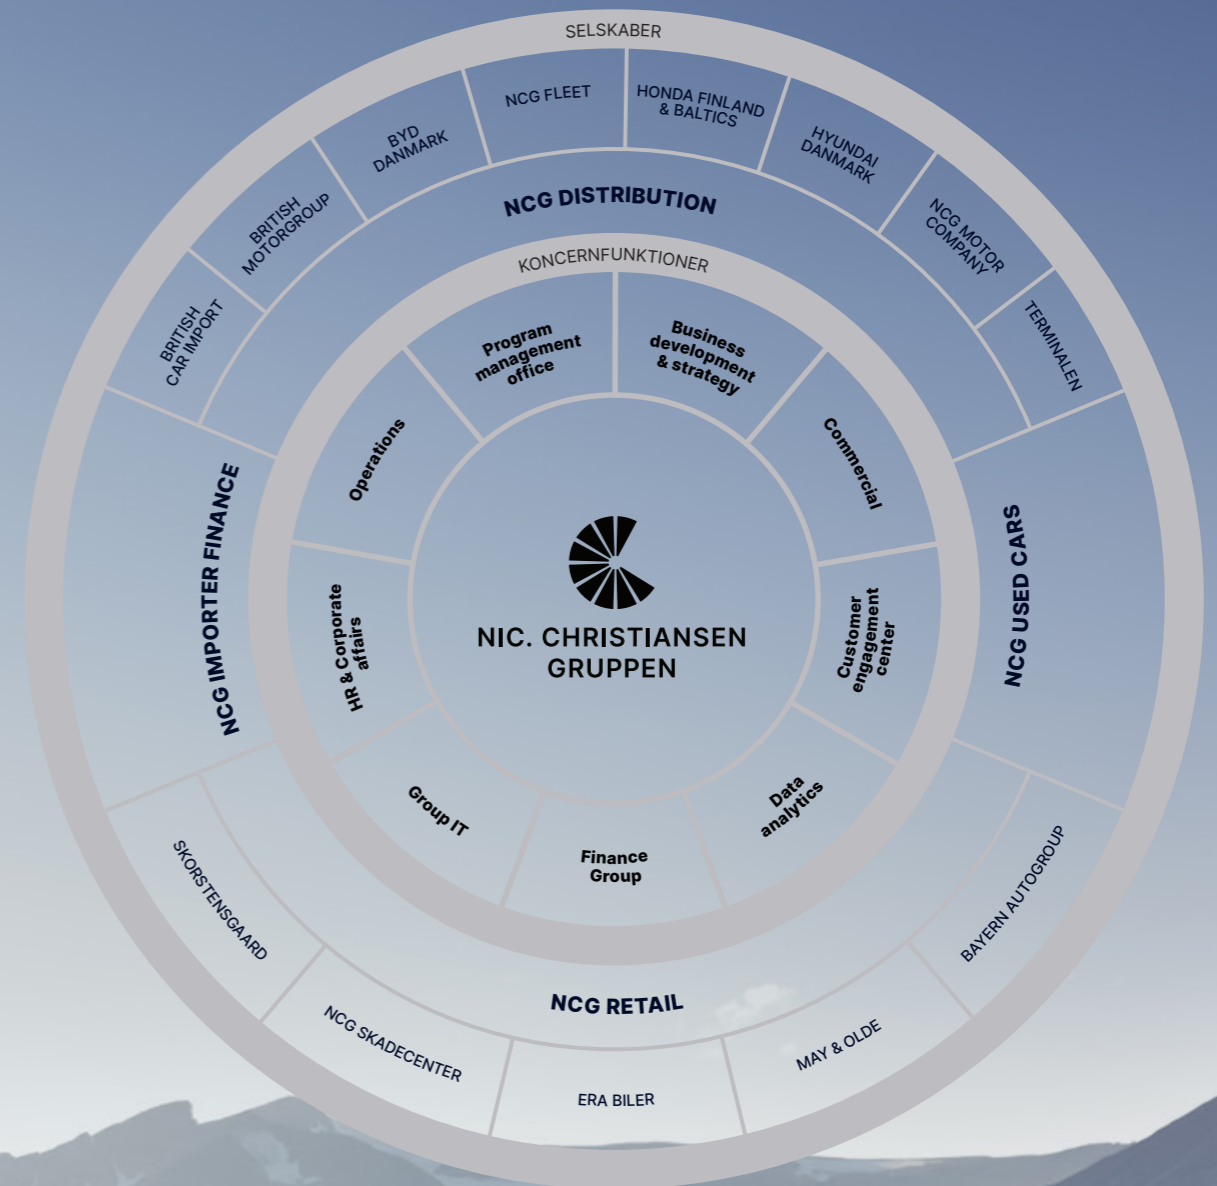 SELSKABER
BRITISH
CAR IMPORT
BRITISH
MOTORGROUP
BYD
DANMARK
NCG FLEET
HONDA FINLAND
& BALTICS
HYUNDAI
DANMARK
NCG MOTOR
COMPANY
TERMINALEN
NCG DISTRIBUTION
KONCERNFUNKTIONER
Program
management
office
Business
development
& strategy
Operations
Commercial
NCG IMPORTER FINANCE
NCG USED CARS
HR & Corporate
affairs
NIC. CHRISTIANSEN
GRUPPEN
Customer
engagement
center
Group IT
Finance
Group
Data
analytics
SKORSTENSGAARD
NCG SKADECENTER
NCG RETAIL
ERA BILER
MAY & OLDE
BAYERN AUTOGROUP